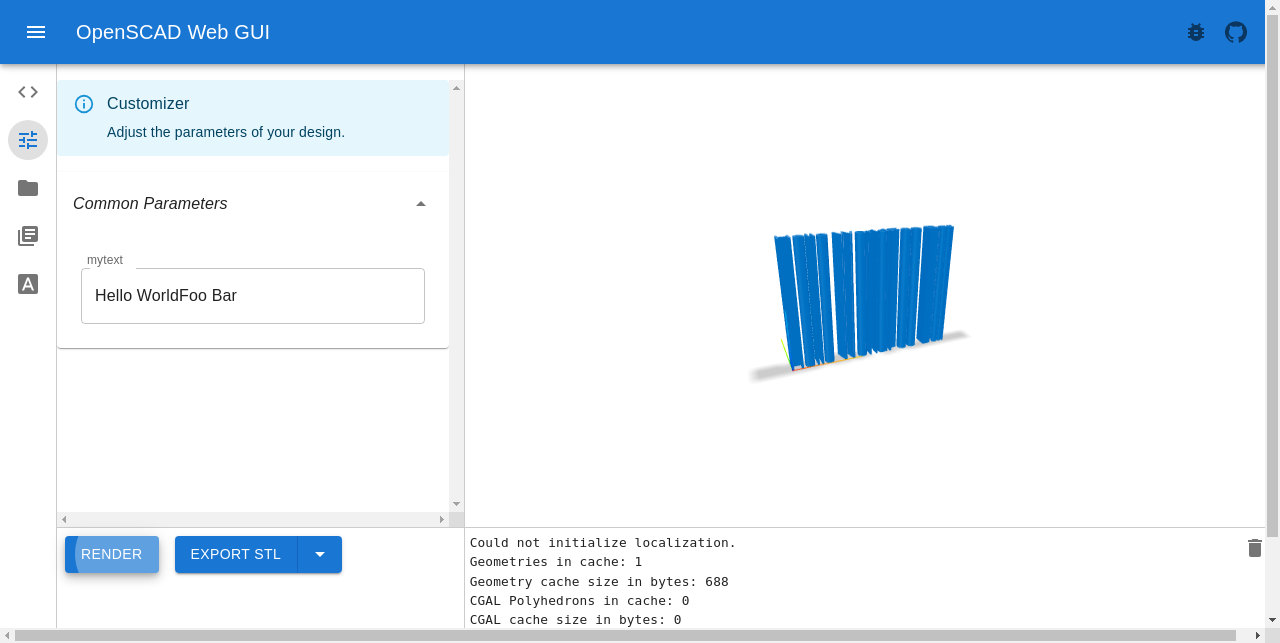 OpenSCAD Web GUI
Customizer
Adjust the parameters of your design.
Common Parameters
mytext
Hello WorldFoo Bar
RENDER
EXPORT STL
Could not initialize localization.
Geometries in cache: 1
Geometry cache size in bytes: 688
CGAL Polyhedrons in cache: 0
CGAL cache size in bytes: 0